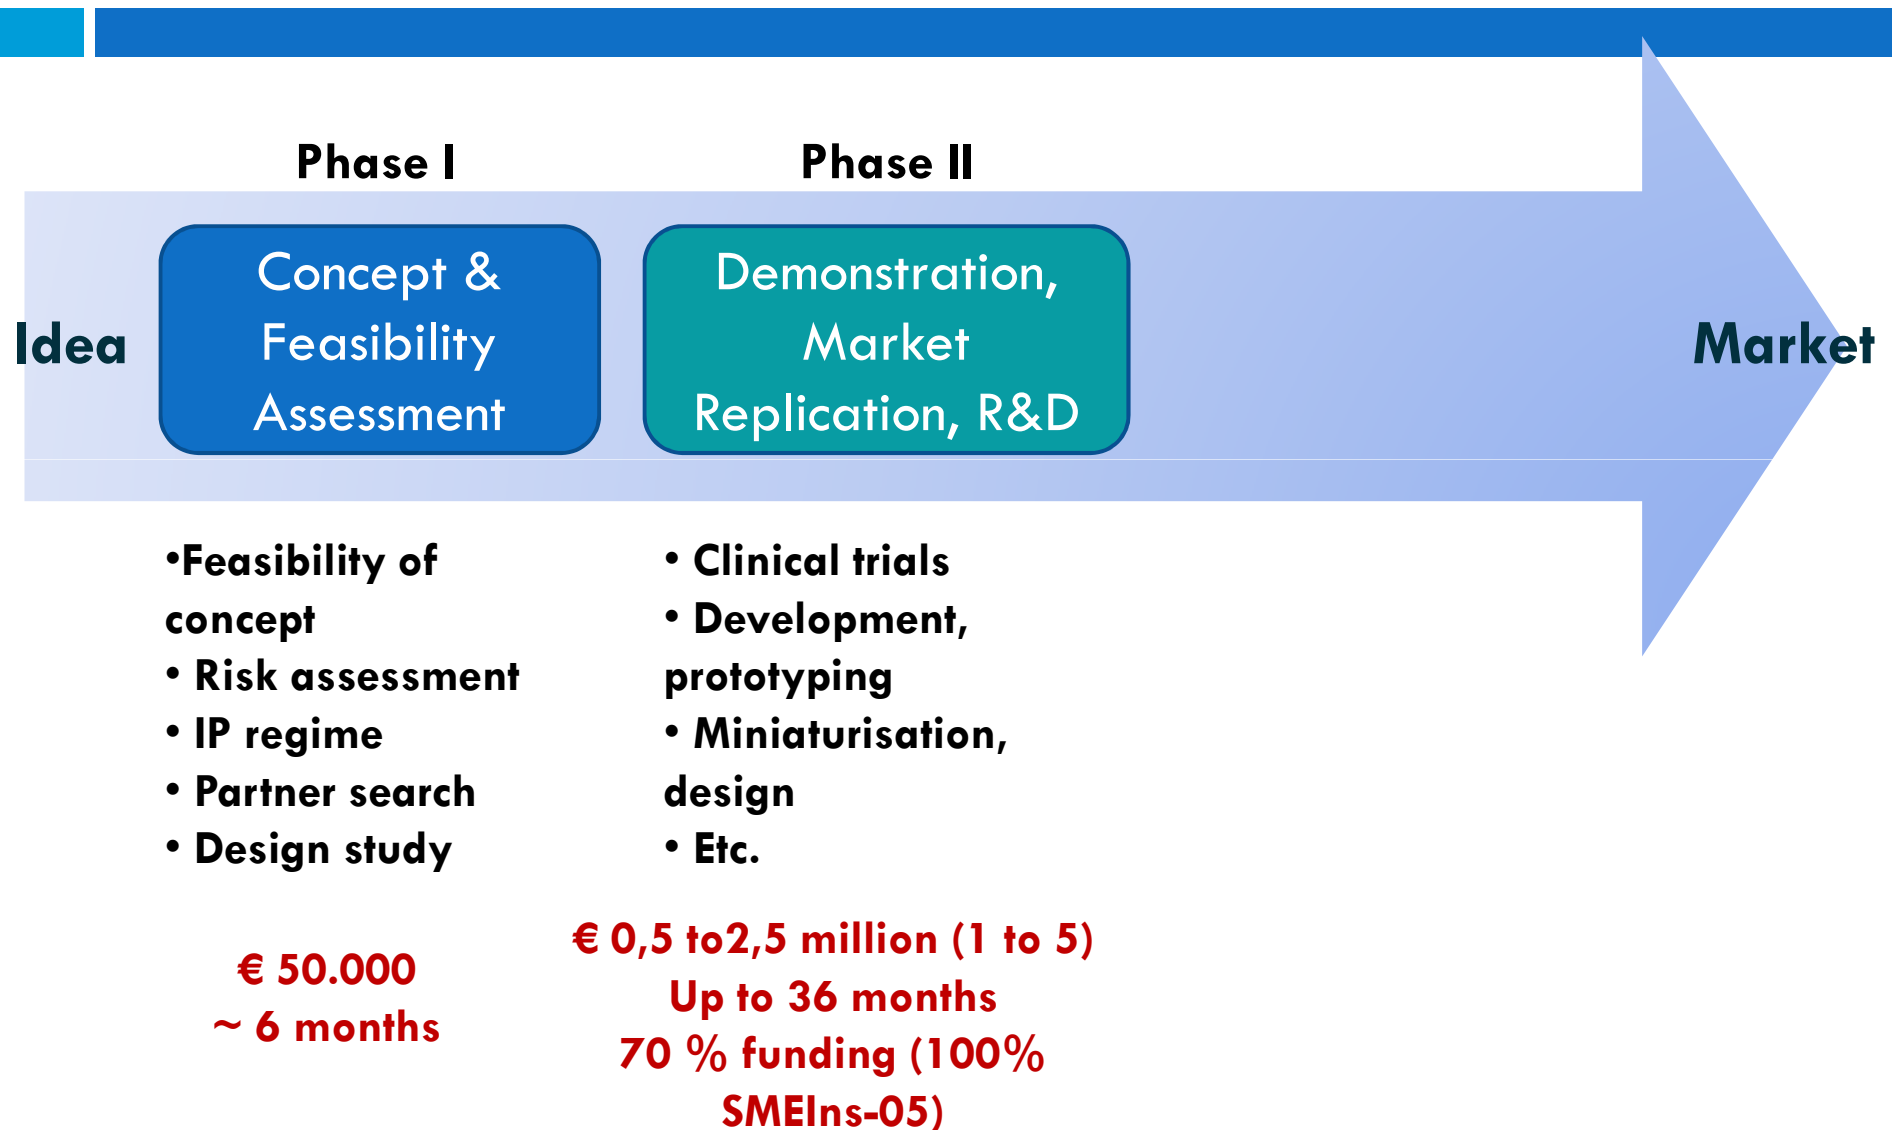 Phase I
Phase II
Idea
Concept &
Feasibility
Assessment
Demonstration,
Market
Replication, R&D
Market
•Feasibility of
concept
• Risk assessment
• IP regime
• Partner search
• Design study
• Clinical trials
• Development,
prototyping
• Miniaturisation,
design
• Etc.
€ 50.000
~ 6 months
€ 0,5 to2,5 million (1 to 5)
Up to 36 months
70 % funding (100%
SMEIns-05)